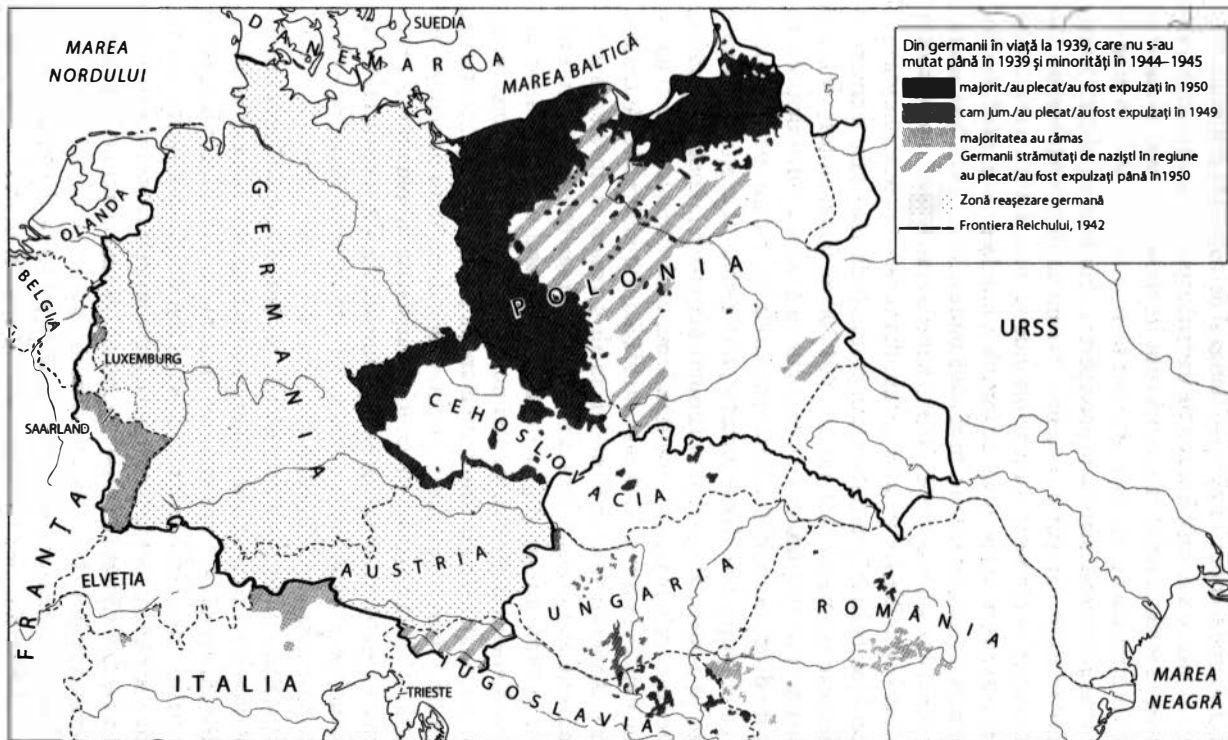 MAREA
NORDULUI
DANEMARCA
SUEDIA
MAREA BALTICĂ
Din germanii în viață la 1939, care nu s-au
mutat până în 1939 și minorități în 1944–1945
majorit./au plecat/au fost expulzați în 1950
cam jum./au plecat/au fost expulzați în 1949
majoritatea au rămas
Germanii strămutați de naziști în regiune
au plecat/au fost expulzați până în 1950
Zonă reașezare germană
Frontiera Reichului, 1942
OLANDA
BELGIA
GERMANIA
POLONIA
URSS
LUXEMBURG
SAARLAND
CEHOSLO
ACIA
FRANȚA
ELVEȚIA
AUSTRIA
UNGARIA
ROMÂNIA
ITALIA
TRIESTE
IUGOSLAVIA
MAREA
NEAGRĂ